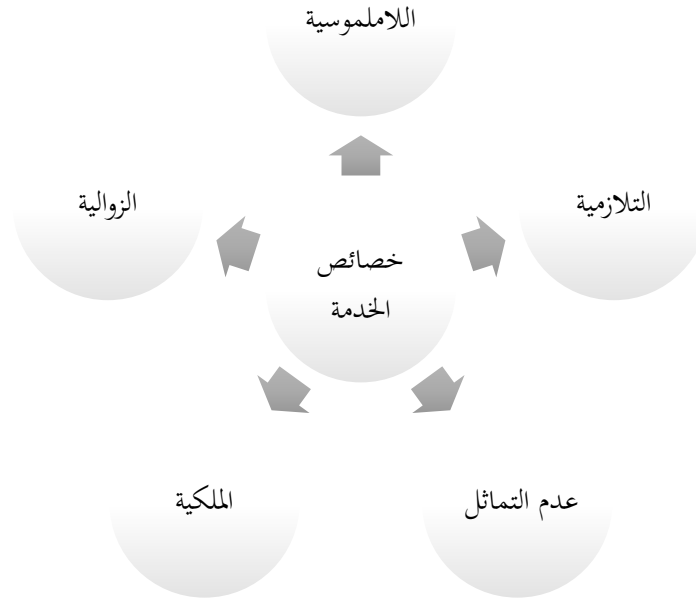 اللاملموسية
التلازمية
الزوالية
خصائص
الخدمة
عدم التماثل
الملكية